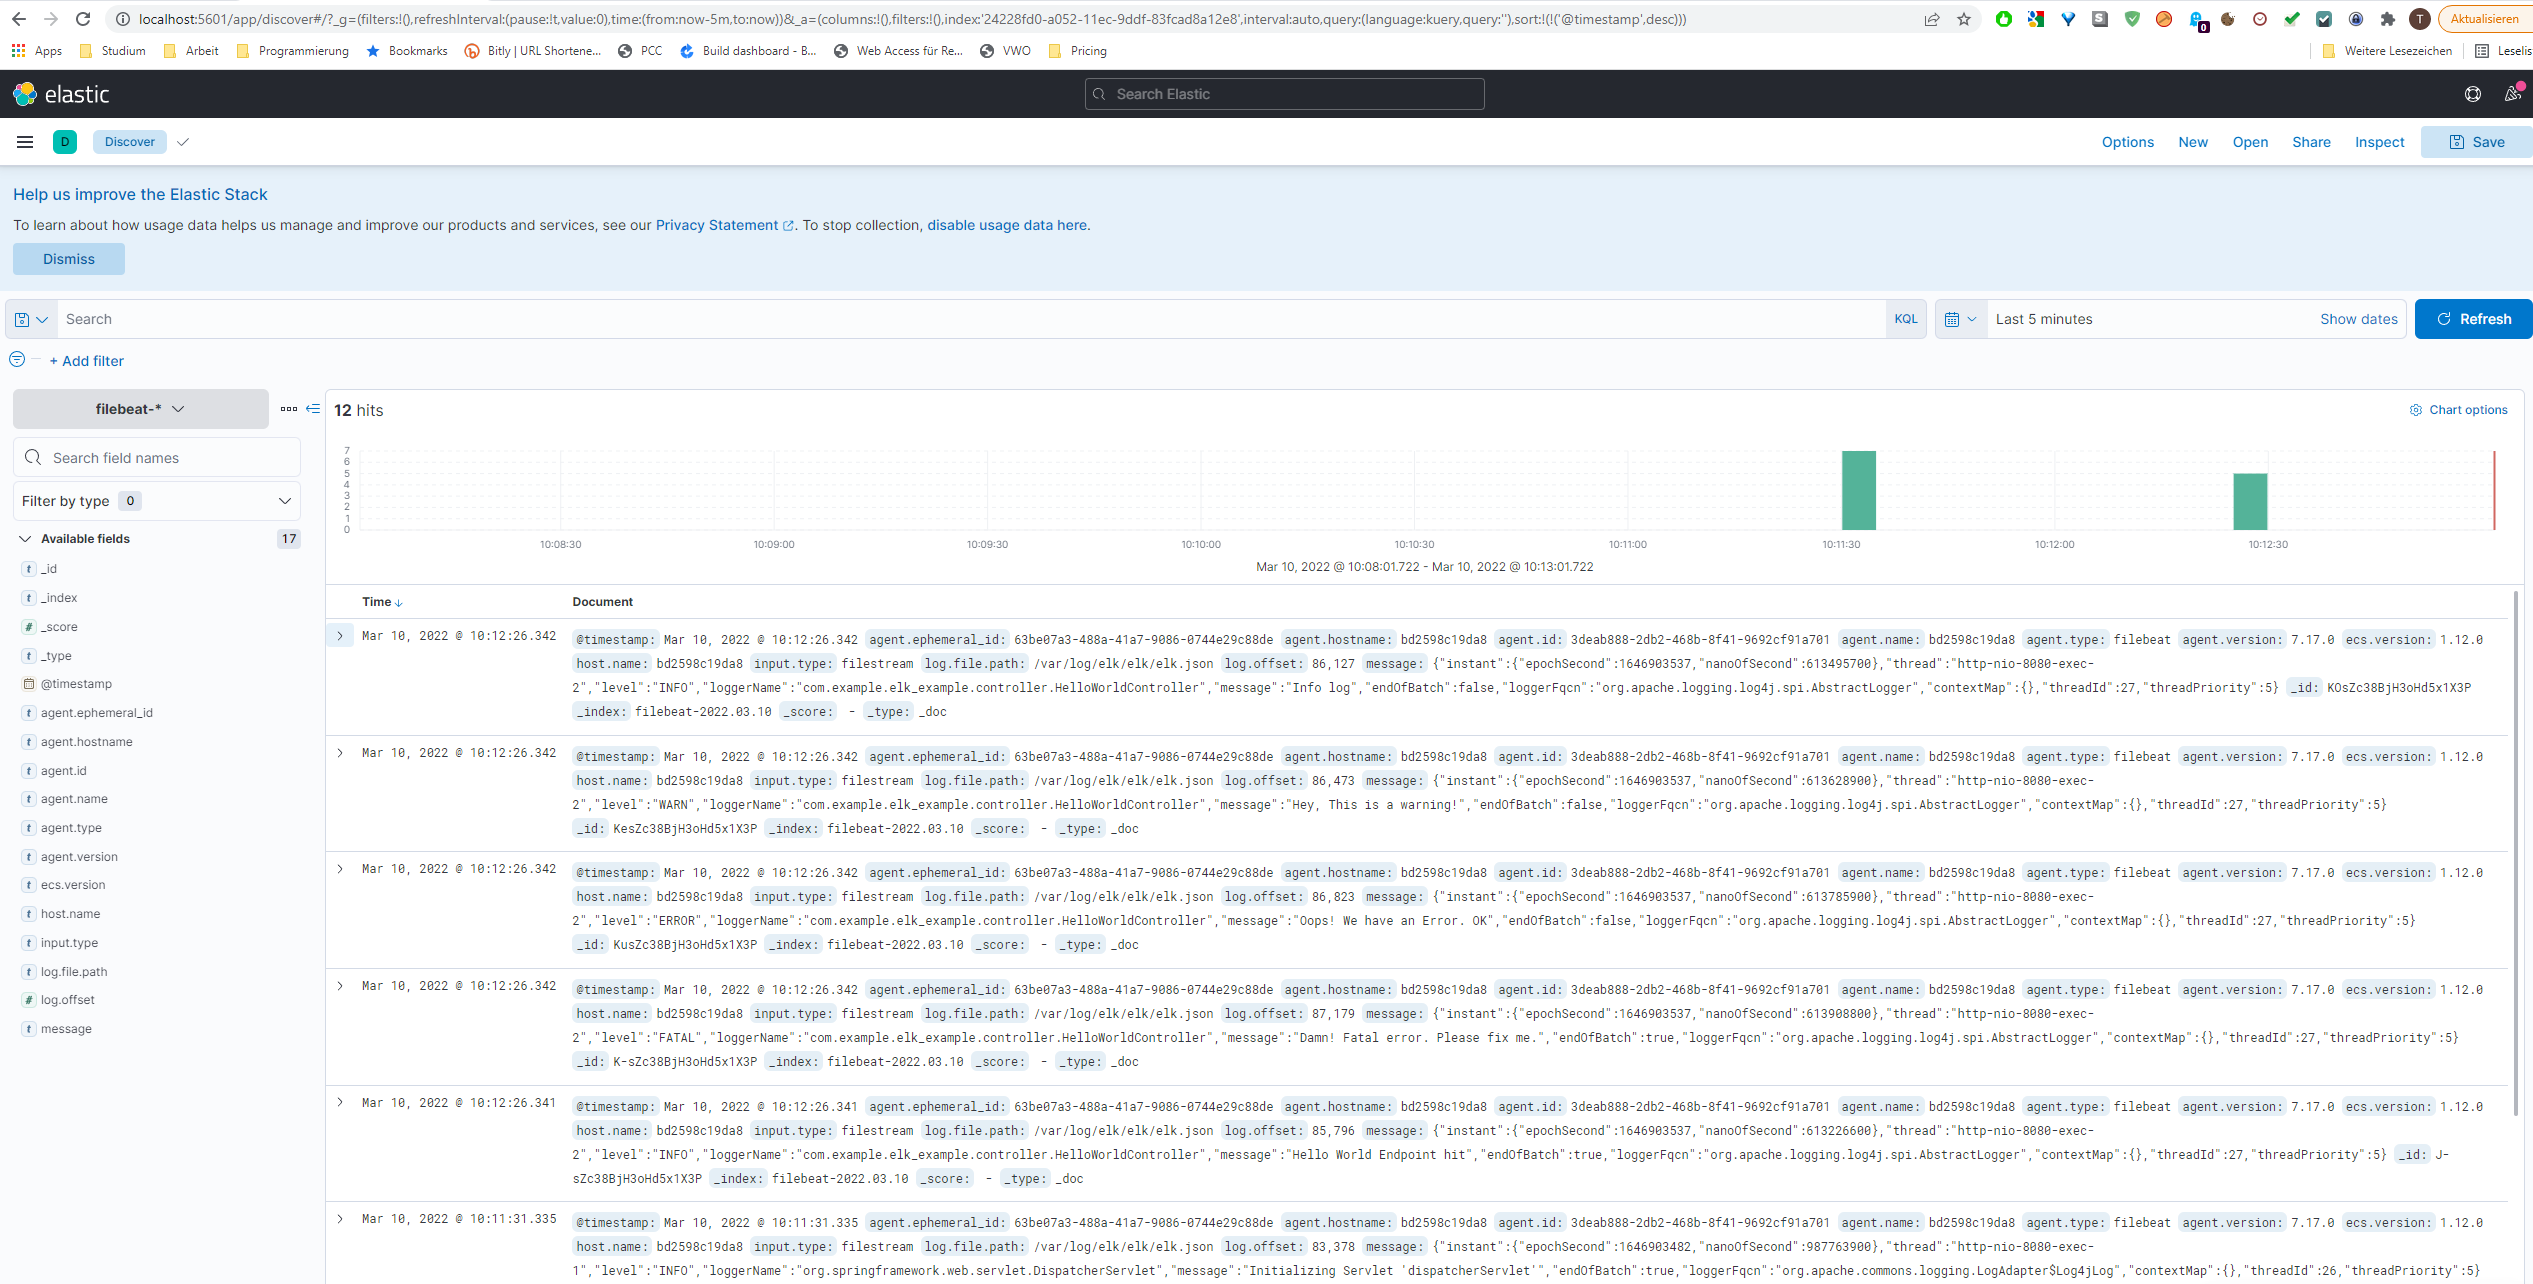 localhost:5601/app/discover#/?_g=(filters:!(),refreshInterval:(pause:!t,value:0),time:(from:now-5m,to:now))&_a=(columns:!(),filters:!(),index:'24228fd0-a052-11ec-9ddf-83fcad8a12e8',interval:auto,query:(language:kuery,query:''),sort:!(!('@timestamp',desc)))
0
T
Aktualisieren
Apps Studium Arbeit Programmierung Bookmarks Bitly | URL Shortene... PCC Build dashboard - B... Web Access für Re... VWO Pricing Weitere Lesezeichen Leselis
elastic
Search Elastic
D Discover Options New Open Share Inspect Save
Help us improve the Elastic Stack
To learn about how usage data helps us manage and improve our products and services, see our Privacy Statement. To stop collection, disable usage data here.
Dismiss
Search KQL Last 5 minutes Show dates Refresh
+ Add filter
filebeat-*
Search field names
Filter by type 0
Available fields 17
t _id
t _index
# _score
t _type
@timestamp
t agent.ephemeral_id
t agent.hostname
t agent.id
t agent.name
t agent.type
t agent.version
t ecs.version
t host.name
t input.type
t log.file.path
# log.offset
t message
12 hits
Chart options
7
6
5
4
3
2
1
0
10:08:30 10:09:00 10:09:30 10:10:00 10:10:30 10:11:00 10:11:30 10:12:00 10:12:30
Mar 10, 2022 @ 10:08:01.722 - Mar 10, 2022 @ 10:13:01.722
Time Document
Mar 10, 2022 @ 10:12:26.342 @timestamp: Mar 10, 2022 @ 10:12:26.342 agent.ephemeral_id: 63be07a3-488a-41a7-9086-0744e29c88de agent.hostname: bd2598c19da8 agent.id: 3deab888-2db2-468b-8f41-9692cf91a701 agent.name: bd2598c19da8 agent.type: filebeat agent.version: 7.17.0 ecs.version: 1.12.0
host.name: bd2598c19da8 input.type: filestream log.file.path: /var/log/elk/elk/elk.json log.offset: 86,127 message: {"instant":{"epochSecond":1646903537,"nanoOfSecond":613495700},"thread":"http-nio-8080-exec-
2","level":"INFO","loggerName":"com.example.elk_example.controller.HelloWorldController","message":"Info log","endOfBatch":false,"loggerFqcn":"org.apache.logging.log4j.spi.AbstractLogger","contextMap":{},"threadId":27,"threadPriority":5} _id: KOsZc38BjH3oHd5x1X3P
_index: filebeat-2022.03.10 _score: - _type: _doc
Mar 10, 2022 @ 10:12:26.342 @timestamp: Mar 10, 2022 @ 10:12:26.342 agent.ephemeral_id: 63be07a3-488a-41a7-9086-0744e29c88de agent.hostname: bd2598c19da8 agent.id: 3deab888-2db2-468b-8f41-9692cf91a701 agent.name: bd2598c19da8 agent.type: filebeat agent.version: 7.17.0 ecs.version: 1.12.0
host.name: bd2598c19da8 input.type: filestream log.file.path: /var/log/elk/elk/elk.json log.offset: 86,473 message: {"instant":{"epochSecond":1646903537,"nanoOfSecond":613628900},"thread":"http-nio-8080-exec-
2","level":"WARN","loggerName":"com.example.elk_example.controller.HelloWorldController","message":"Hey, This is a warning!","endOfBatch":false,"loggerFqcn":"org.apache.logging.log4j.spi.AbstractLogger","contextMap":{},"threadId":27,"threadPriority":5}
_id: KesZc38BjH3oHd5x1X3P _index: filebeat-2022.03.10 _score: - _type: _doc
Mar 10, 2022 @ 10:12:26.342 @timestamp: Mar 10, 2022 @ 10:12:26.342 agent.ephemeral_id: 63be07a3-488a-41a7-9086-0744e29c88de agent.hostname: bd2598c19da8 agent.id: 3deab888-2db2-468b-8f41-9692cf91a701 agent.name: bd2598c19da8 agent.type: filebeat agent.version: 7.17.0 ecs.version: 1.12.0
host.name: bd2598c19da8 input.type: filestream log.file.path: /var/log/elk/elk/elk.json log.offset: 86,823 message: {"instant":{"epochSecond":1646903537,"nanoOfSecond":613785900},"thread":"http-nio-8080-exec-
2","level":"ERROR","loggerName":"com.example.elk_example.controller.HelloWorldController","message":"Oops! We have an Error. OK","endOfBatch":false,"loggerFqcn":"org.apache.logging.log4j.spi.AbstractLogger","contextMap":{},"threadId":27,"threadPriority":5}
_id: KusZc38BjH3oHd5x1X3P _index: filebeat-2022.03.10 _score: - _type: _doc
Mar 10, 2022 @ 10:12:26.342 @timestamp: Mar 10, 2022 @ 10:12:26.342 agent.ephemeral_id: 63be07a3-488a-41a7-9086-0744e29c88de agent.hostname: bd2598c19da8 agent.id: 3deab888-2db2-468b-8f41-9692cf91a701 agent.name: bd2598c19da8 agent.type: filebeat agent.version: 7.17.0 ecs.version: 1.12.0
host.name: bd2598c19da8 input.type: filestream log.file.path: /var/log/elk/elk/elk.json log.offset: 87,179 message: {"instant":{"epochSecond":1646903537,"nanoOfSecond":613908800},"thread":"http-nio-8080-exec-
2","level":"FATAL","loggerName":"com.example.elk_example.controller.HelloWorldController","message":"Damn! Fatal error. Please fix me.","endOfBatch":true,"loggerFqcn":"org.apache.logging.log4j.spi.AbstractLogger","contextMap":{},"threadId":27,"threadPriority":5}
_id: K-sZc38BjH3oHd5x1X3P _index: filebeat-2022.03.10 _score: - _type: _doc
Mar 10, 2022 @ 10:12:26.341 @timestamp: Mar 10, 2022 @ 10:12:26.341 agent.ephemeral_id: 63be07a3-488a-41a7-9086-0744e29c88de agent.hostname: bd2598c19da8 agent.id: 3deab888-2db2-468b-8f41-9692cf91a701 agent.name: bd2598c19da8 agent.type: filebeat agent.version: 7.17.0 ecs.version: 1.12.0
host.name: bd2598c19da8 input.type: filestream log.file.path: /var/log/elk/elk/elk.json log.offset: 85,796 message: {"instant":{"epochSecond":1646903537,"nanoOfSecond":613226600},"thread":"http-nio-8080-exec-
2","level":"INFO","loggerName":"com.example.elk_example.controller.HelloWorldController","message":"Hello World Endpoint hit","endOfBatch":true,"loggerFqcn":"org.apache.logging.log4j.spi.AbstractLogger","contextMap":{},"threadId":27,"threadPriority":5} _id: J-
sZc38BjH3oHd5x1X3P _index: filebeat-2022.03.10 _score: - _type: _doc
Mar 10, 2022 @ 10:11:31.335 @timestamp: Mar 10, 2022 @ 10:11:31.335 agent.ephemeral_id: 63be07a3-488a-41a7-9086-0744e29c88de agent.hostname: bd2598c19da8 agent.id: 3deab888-2db2-468b-8f41-9692cf91a701 agent.name: bd2598c19da8 agent.type: filebeat agent.version: 7.17.0 ecs.version: 1.12.0
host.name: bd2598c19da8 input.type: filestream log.file.path: /var/log/elk/elk/elk.json log.offset: 83,378 message: {"instant":{"epochSecond":1646903482,"nanoOfSecond":987763900},"thread":"http-nio-8080-exec-
1","level":"INFO","loggerName":"org.springframework.web.servlet.DispatcherServlet","message":"Initializing Servlet 'dispatcherServlet'","endOfBatch":true,"loggerFqcn":"org.apache.commons.logging.LogAdapter$Log4jLog","contextMap":{},"threadId":26,"threadPriority":5}